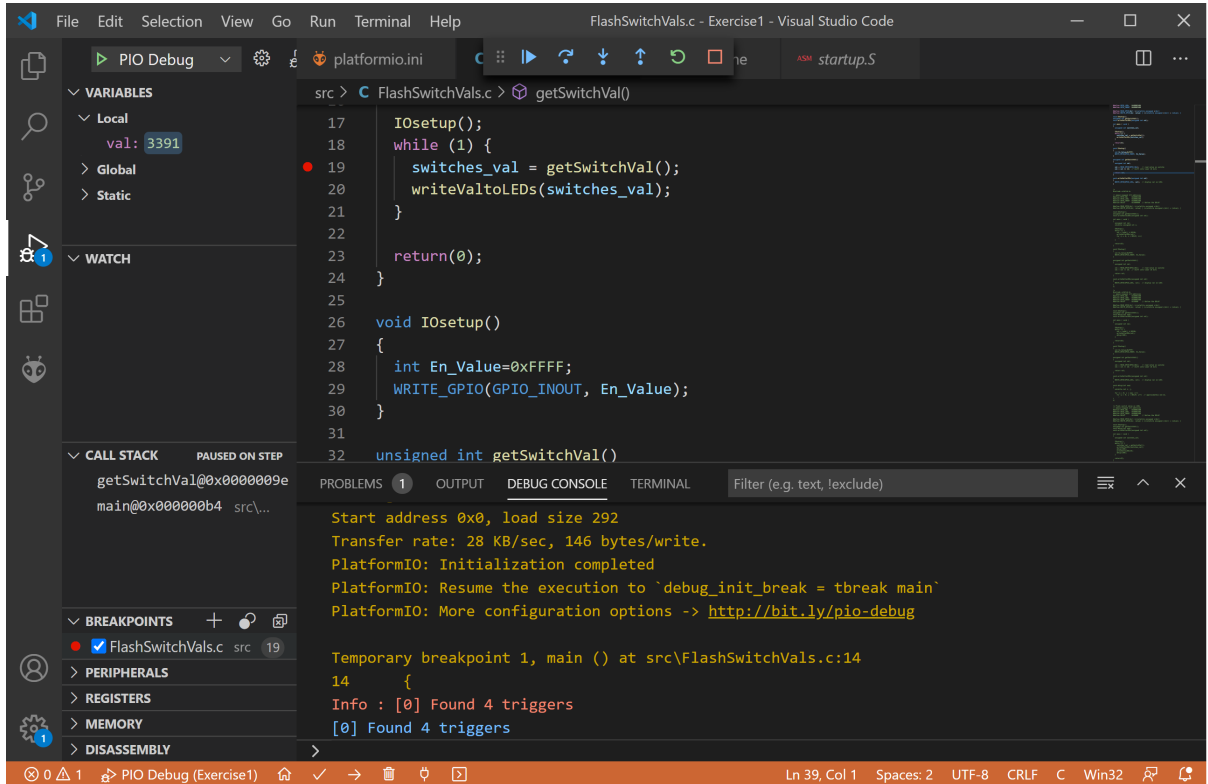 File Edit Selection View Go Run Terminal Help FlashSwitchVals.c - Exercise1 - Visual Studio Code
PIO Debug
platformio.ini
C
ne
ASM startup.S
src > C FlashSwitchVals.c > getSwitchVal()
VARIABLES
Local
val: 3391
Global
Static
WATCH
CALL STACK PAUSED ON STEP
getSwitchVal@0x0000009e
main@0x000000b4 src\...
BREAKPOINTS
FlashSwitchVals.c src 19
PERIPHERALS
REGISTERS
MEMORY
DISASSEMBLY
1
1
17 IOsetup();
18 while (1) {
19 switches_val = getSwitchVal();
20 writeValtoLEDs(switches_val);
21 }
22
23 return(0);
24 }
25
26 void IOsetup()
27 {
28 int En_Value=0xFFFF;
29 WRITE_GPIO(GPIO_INOUT, En_Value);
30 }
31
32 unsigned int getSwitchVal()
PROBLEMS 1 OUTPUT DEBUG CONSOLE TERMINAL Filter (e.g. text, !exclude)
Start address 0x0, load size 292
Transfer rate: 28 KB/sec, 146 bytes/write.
PlatformIO: Initialization completed
PlatformIO: Resume the execution to `debug_init_break = tbreak main`
PlatformIO: More configuration options -> http://bit.ly/pio-debug
Temporary breakpoint 1, main () at src\FlashSwitchVals.c:14
14 {
Info : [0] Found 4 triggers
[0] Found 4 triggers
>
0 1 PIO Debug (Exercise1) Ln 39, Col 1 Spaces: 2 UTF-8 CRLF C Win32